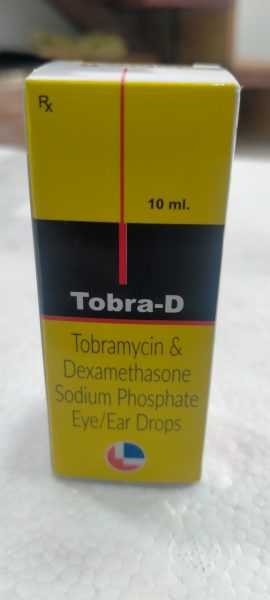 Rx
10 ml.
Tobra-D
Tobramycin &
Dexamethasone
Sodium Phosphate
Eye/Ear Drops